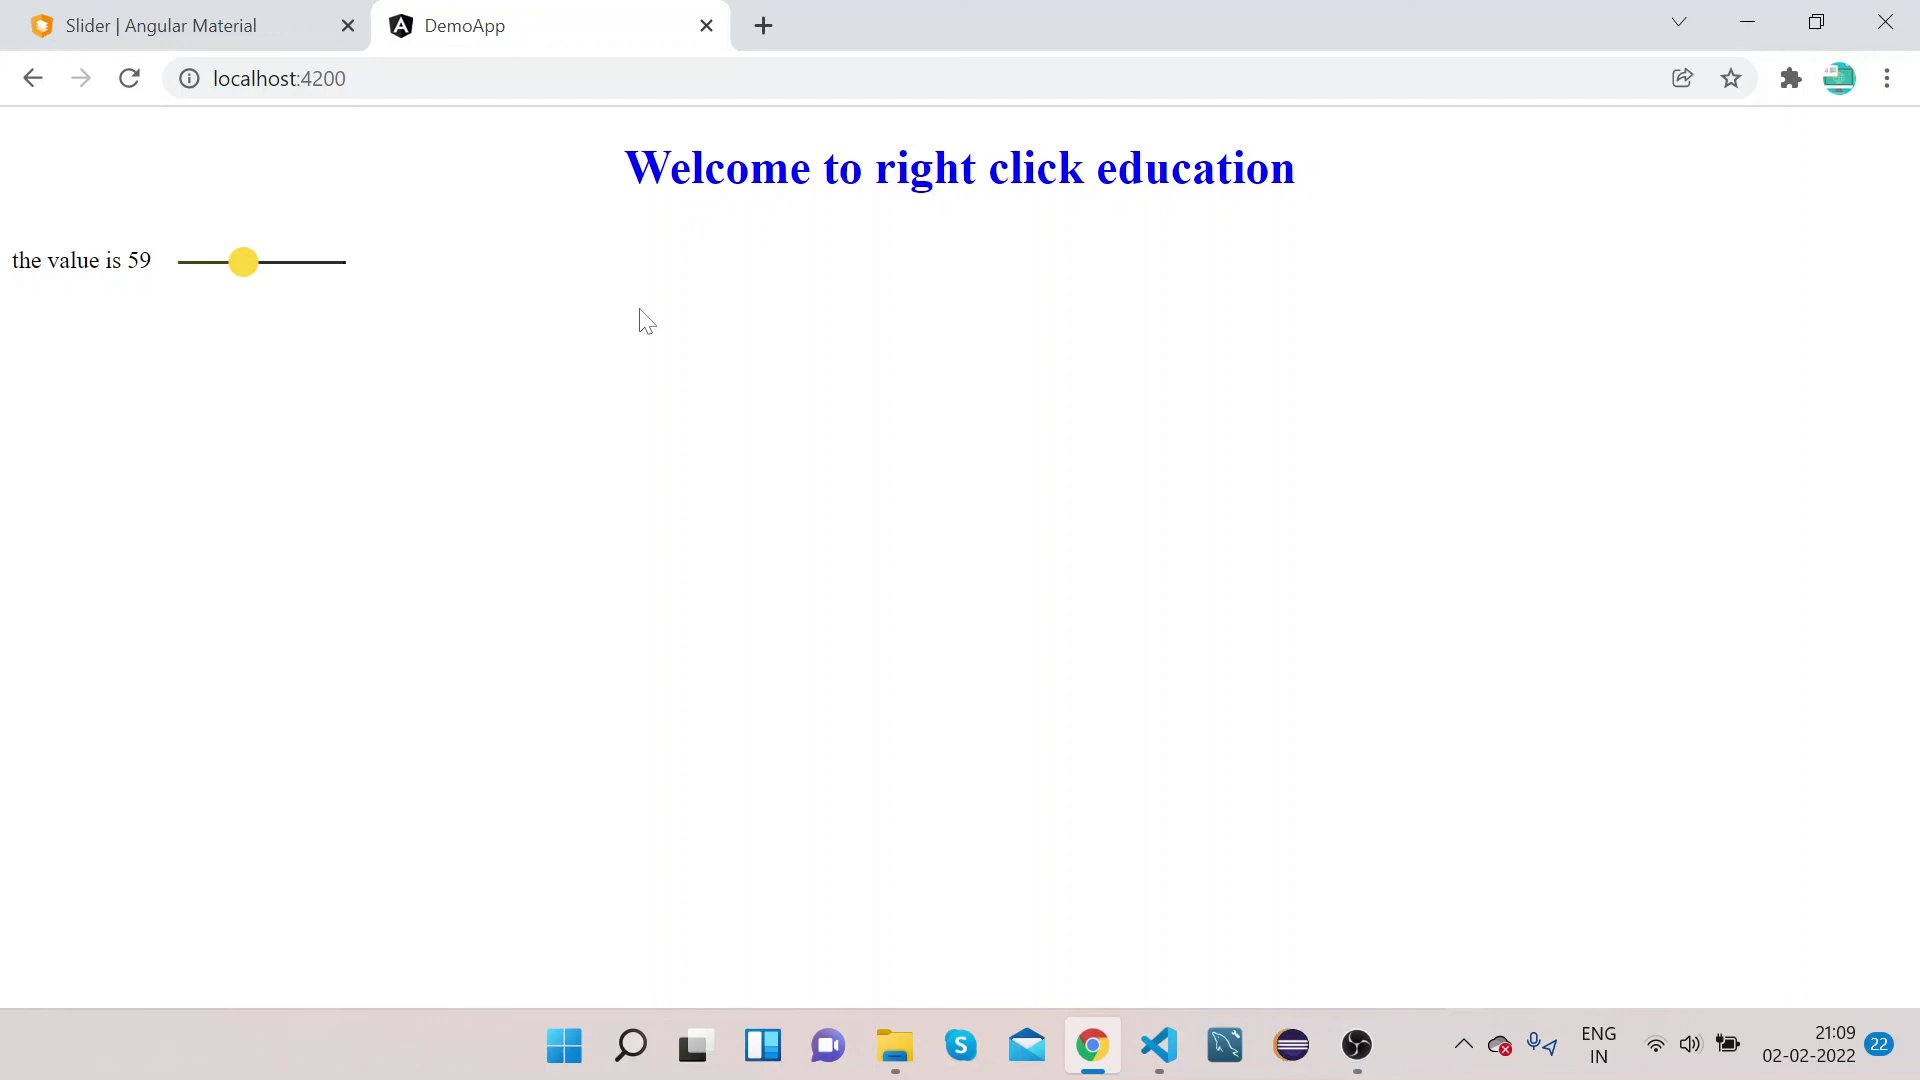 Slider | Angular Material
DemoApp
localhost:4200
Welcome to right click education
the value is 59
ENG
IN
21:09
02-02-2022
22